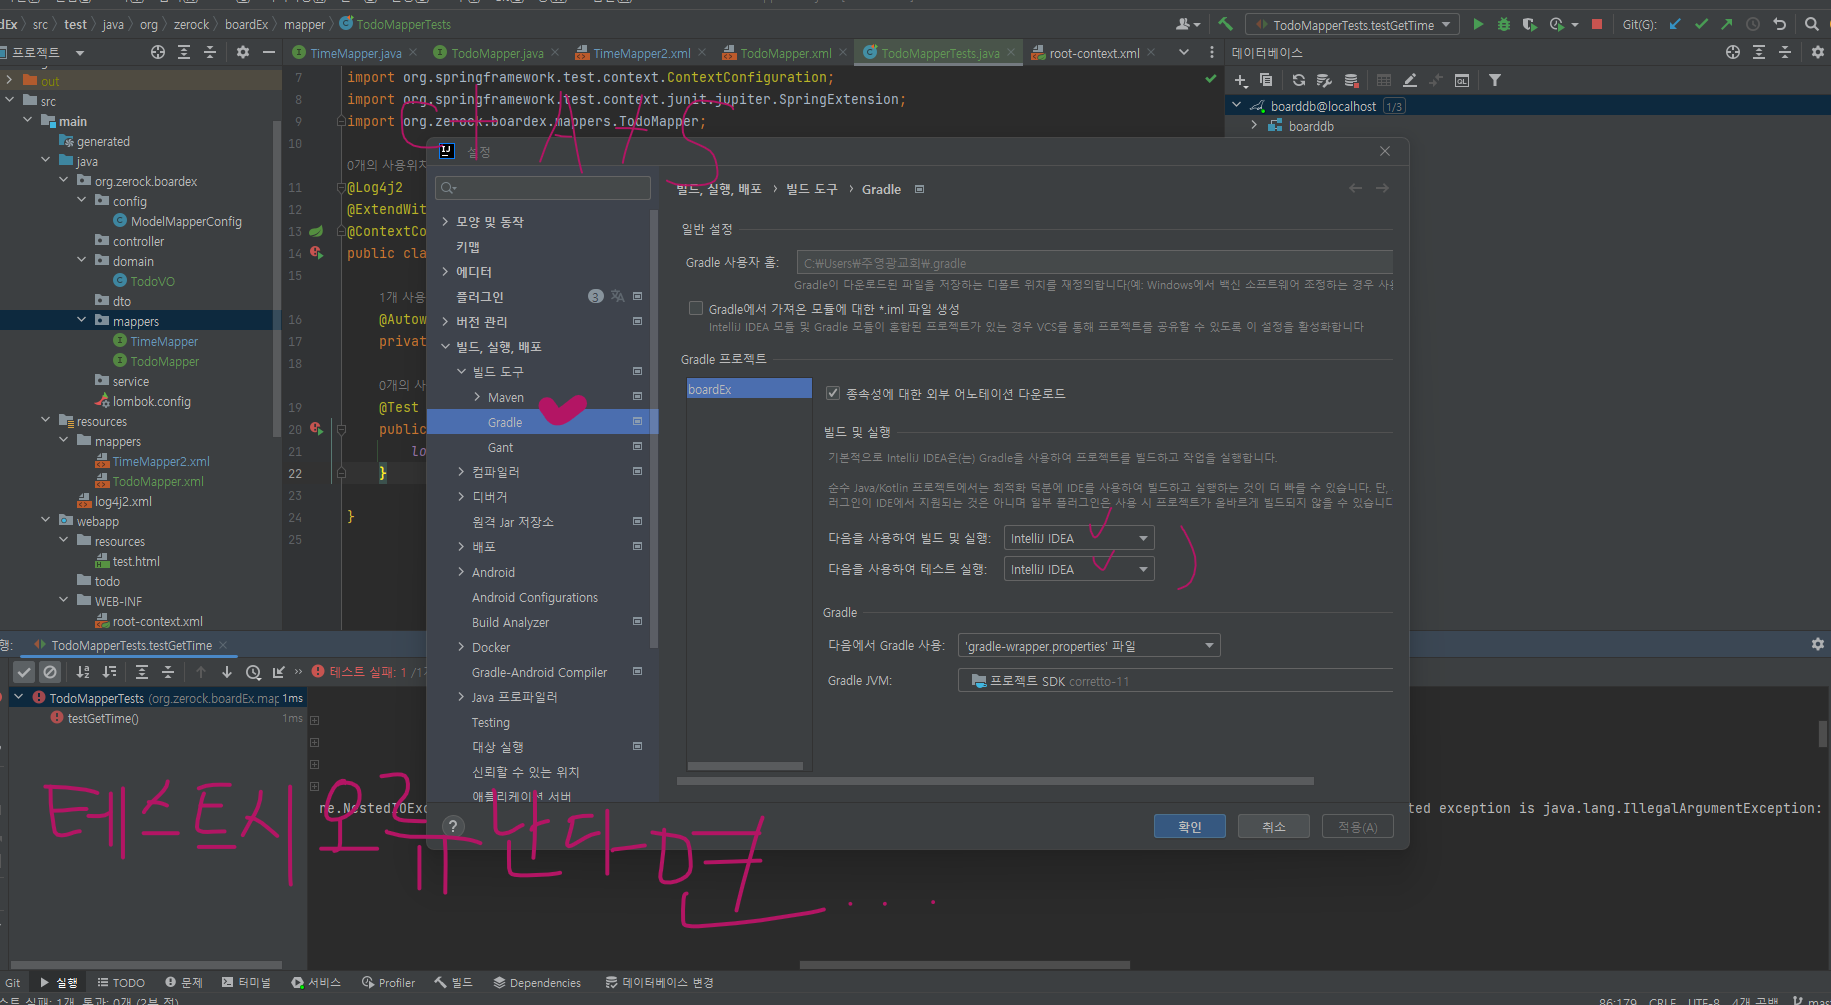 dEx › src › test › java › org › zerock › boardEx › mapper › TodoMapperTests
TodoMapperTests.testGetTime
Git(G):
프로젝트
TimeMapper.java
TodoMapper.java
TimeMapper2.xml
TodoMapper.xml
TodoMapperTests.java
root-context.xml
데이터베이스
out
src
main
generated
java
org.zerock.boardex
config
ModelMapperConfig
controller
domain
TodoVO
dto
mappers
TimeMapper
TodoMapper
service
lombok.config
resources
mappers
TimeMapper2.xml
TodoMapper.xml
log4j2.xml
webapp
resources
test.html
todo
WEB-INF
root-context.xml
7 import org.springframework.test.context.ContextConfiguration;
8 import org.springframework.test.context.junit.jupiter.SpringExtension;
9 import org.zerock.boardex.mappers.TodoMapper;
10
0개의 사용위치
11 @Log4j2
12 @ExtendWit
13 @ContextCo
14 public cla
15
1개 사용
16 @Autow
17 privat
18
0개의 사
19 @Test
20 public
21 lo
22 }
23
24 }
25
boarddb@localhost 1/3
boarddb
설정
모양 및 동작
키맵
에디터
플러그인 3
버전 관리
빌드, 실행, 배포
빌드 도구
Maven
Gradle
Gant
컴파일러
디버거
원격 Jar 저장소
배포
Android
Android Configurations
Build Analyzer
Docker
Gradle-Android Compiler
Java 프로파일러
Testing
대상 실행
신뢰할 수 있는 위치
애플리케이션 서버
?
빌드, 실행, 배포 › 빌드 도구 › Gradle
일반 설정
Gradle 사용자 홈: C:₩Users₩주영광교회₩.gradle
Gradle이 다운로드된 파일을 저장하는 디폴트 위치를 재정의합니다(예: Windows에서 백신 소프트웨어 조정하는 경우 사용
Gradle에서 가져온 모듈에 대한 *.iml 파일 생성
IntelliJ IDEA 모듈 및 Gradle 모듈이 혼합된 프로젝트가 있는 경우 VCS를 통해 프로젝트를 공유할 수 있도록 이 설정을 활성화합니다
Gradle 프로젝트
boardEx
종속성에 대한 외부 어노테이션 다운로드
빌드 및 실행
기본적으로 IntelliJ IDEA은(는) Gradle을 사용하여 프로젝트를 빌드하고 작업을 실행합니다.
순수 Java/Kotlin 프로젝트에서는 최적화 덕분에 IDE를 사용하여 빌드하고 실행하는 것이 더 빠를 수 있습니다. 단,
러그인이 IDE에서 지원되는 것은 아니며 일부 플러그인은 사용 시 프로젝트가 올바르게 빌드되지 않을 수 있습니다
다음을 사용하여 빌드 및 실행: IntelliJ IDEA
다음을 사용하여 테스트 실행: IntelliJ IDEA
Gradle
다음에서 Gradle 사용: 'gradle-wrapper.properties' 파일
Gradle JVM: 프로젝트 SDK corretto-11
확인
취소
적용(A)
행: TodoMapperTests.testGetTime
테스트 실패: 1 /1
TodoMapperTests (org.zerock.boardEx.map 1ms
testGetTime() 1ms
re.NestedIOExc
ted exception is java.lang.IllegalArgumentException:
테스트시 오류 난다면...
Git
실행
TODO
문제
터미널
서비스
Profiler
빌드
Dependencies
데이터베이스 변경
스트 실패: 1개, 통과: 0개 (2분 전)
86:179 CRLF UTF-8 4개 공백